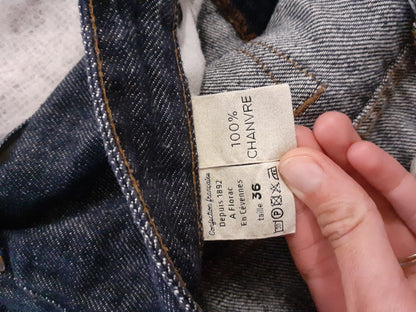 100%
CHANVRE
Confection française
Depuis 1892
A Florac
En Cévennes
taille 36